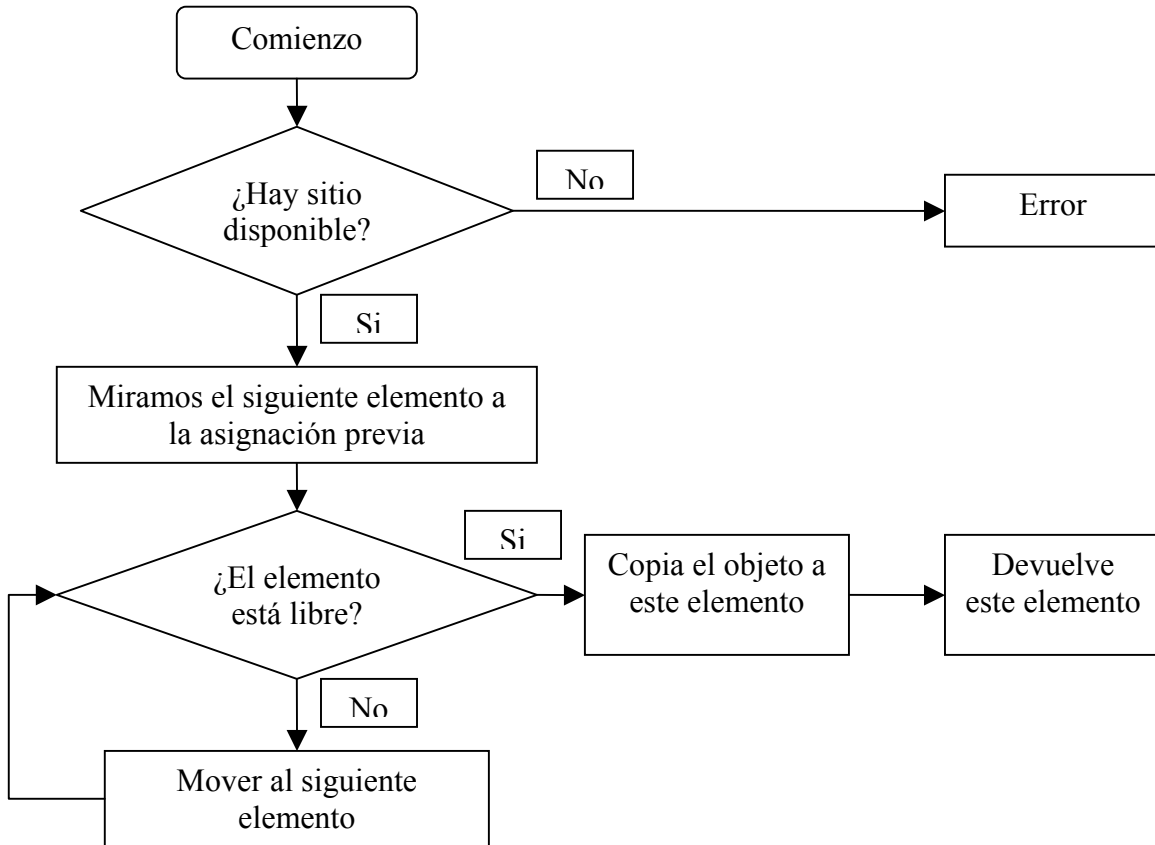 Comienzo
¿Hay sitio
disponible?
No
Error
Si
Miramos el siguiente elemento a
la asignación previa
¿El elemento
está libre?
Si
Copia el objeto a
este elemento
Devuelve
este elemento
No
Mover al siguiente
elemento